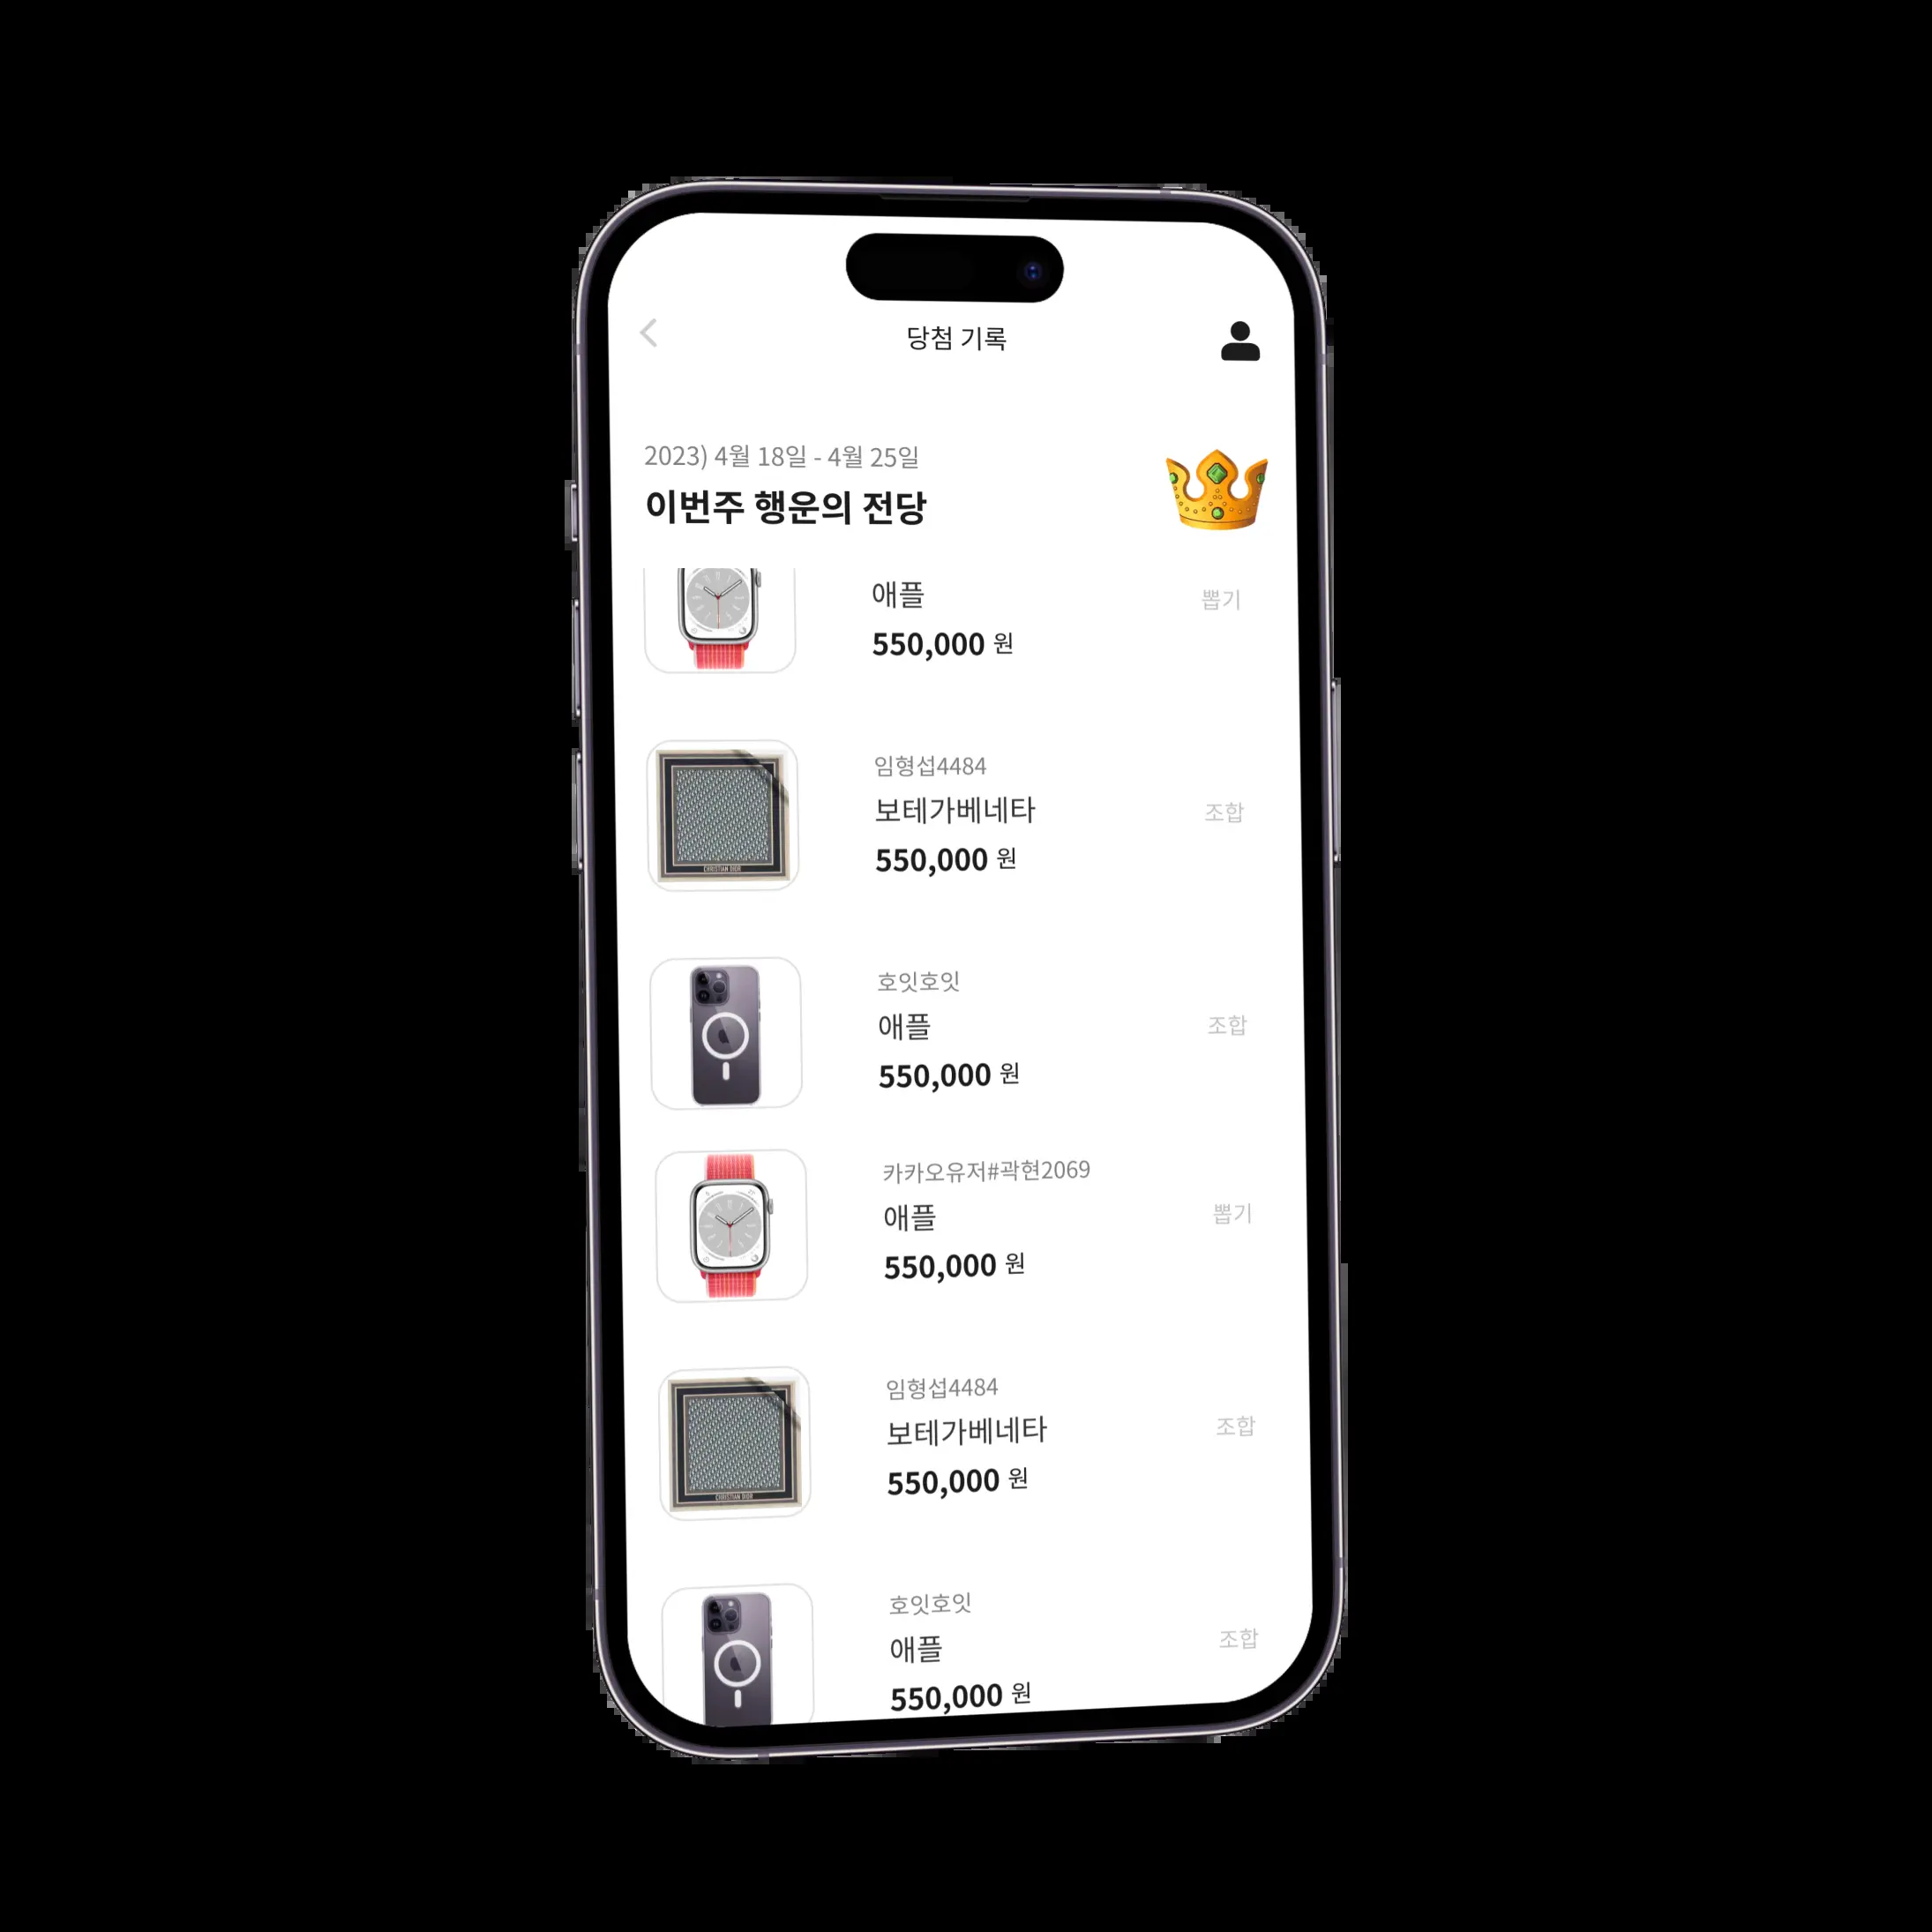 당첨 기록
2023) 4월 18일 - 4월 25일
이번주 행운의 전당
애플
뽑기
550,000 원
임형섭4484
보테가베네타
조합
550,000 원
CHRISTIAN DIOR
호잇호잇
애플
조합
550,000 원
카카오유저#곽현2069
애플
뽑기
550,000 원
임형섭4484
보테가베네타
조합
550,000 원
CHRISTIAN DIOR
호잇호잇
애플
조합
550,000 원